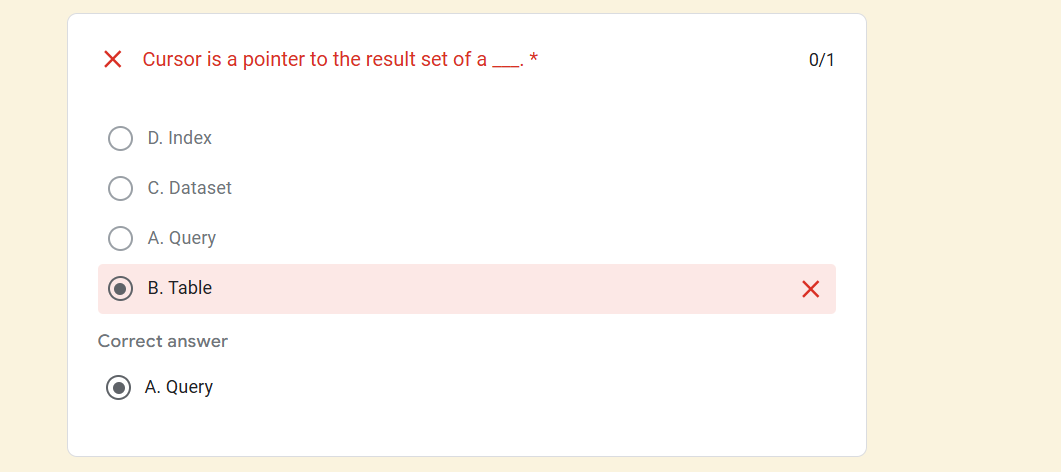 Cursor is a pointer to the result set of a ___. *
0/1
D. Index
C. Dataset
A. Query
B. Table
Correct answer
A. Query